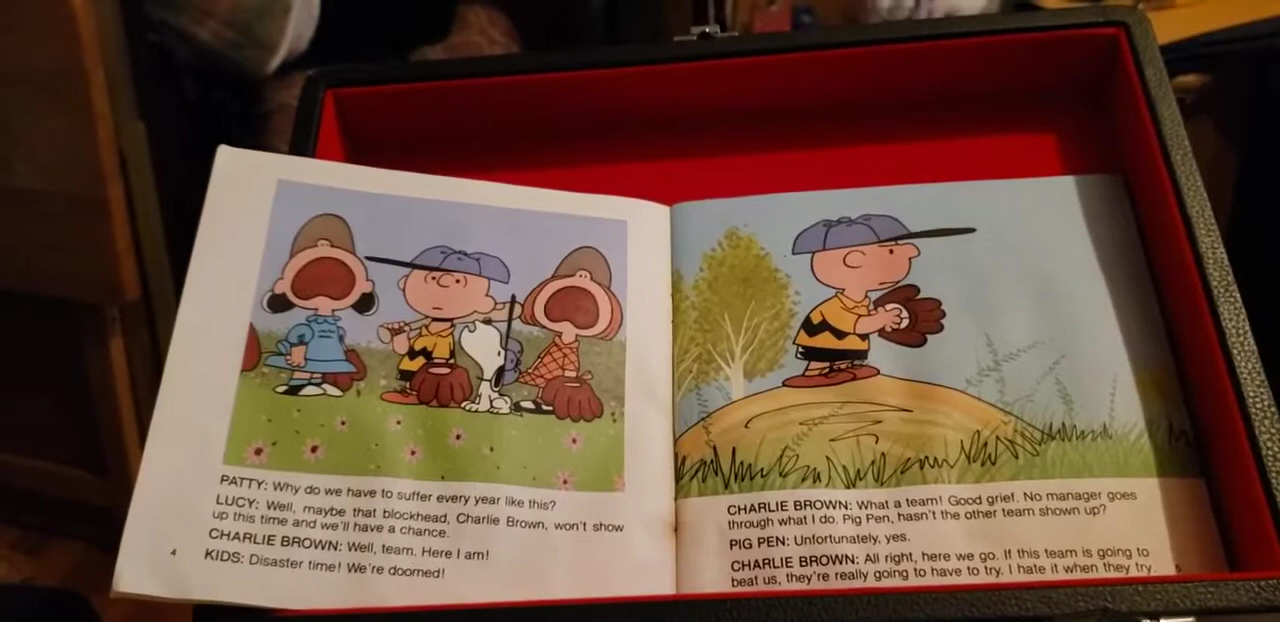 PATTY: Why do we have to suffer every year like this?
LUCY: Well, maybe that blockhead, Charlie Brown, won't show
up this time and we'll have a chance.
CHARLIE BROWN: Well, team. Here I am!
KIDS: Disaster time! We're doomed!
4
CHARLIE BROWN: What a team! Good grief. No manager goes
through what I do. Pig Pen, hasn't the other team shown up?
PIG PEN: Unfortunately, yes.
CHARLIE BROWN: All right, here we go. If this team is going to
beat us, they're really going to have to try. I hate it when they try.
5